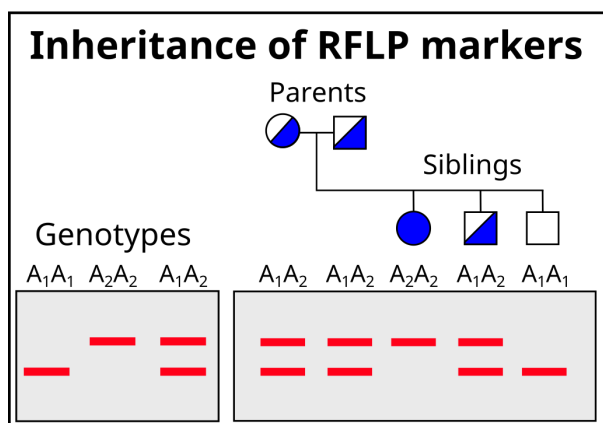 Inheritance of RFLP markers
Parents
Siblings
Genotypes
A₁A₁ A₂A₂ A₁A₂ A₁A₂ A₁A₂ A₂A₂ A₁A₂ A₁A₁